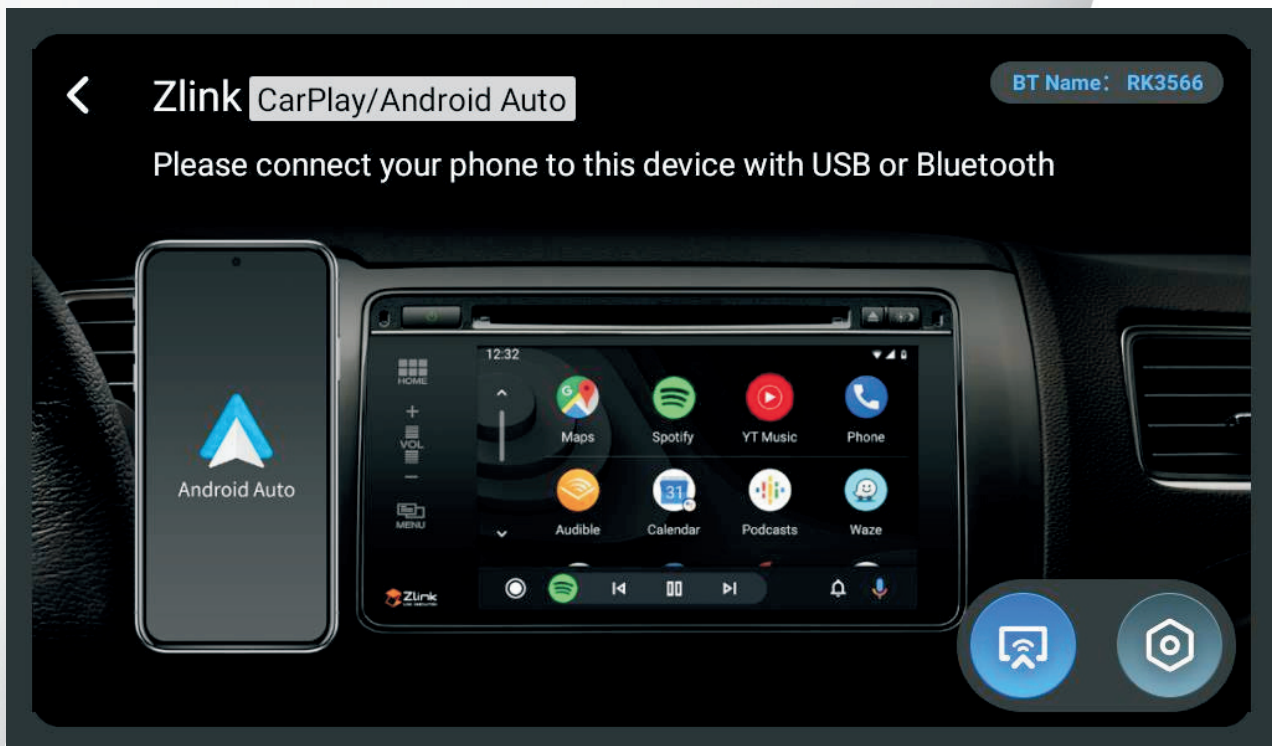 Zlink CarPlay/Android Auto
BT Name: RK3566
Please connect your phone to this device with USB or Bluetooth
Android Auto
HOME
+
VOL
−
MENU
Zlink
12:32
Maps Spotify YT Music Phone
31
Audible Calendar Podcasts Waze